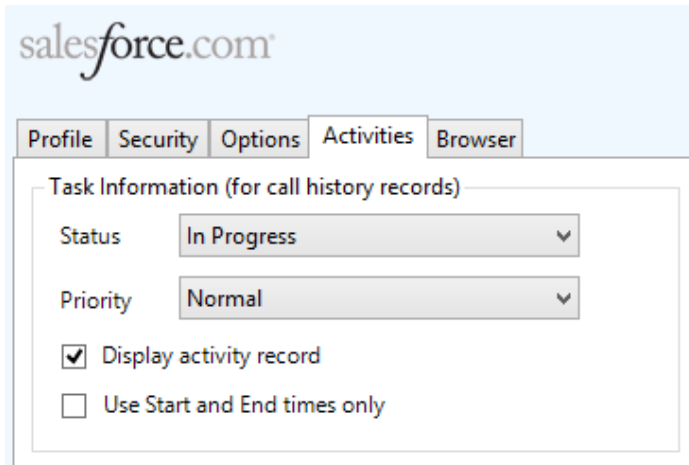 salesforce.com
Profile Security Options Activities Browser
Task Information (for call history records)
Status In Progress
Priority Normal
Display activity record
Use Start and End times only